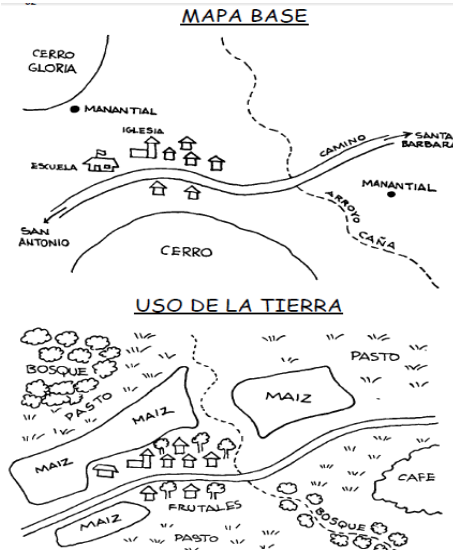 MAPA BASE
CERRO
GLORIA
MANANTIAL
IGLESIA
ESCUELA
CAMINO
SANTA
BARBARA
MANANTIAL
ARROYO
CAÑA
SAN
ANTONIO
CERRO
USO DE LA TIERRA
PASTO
BOSQUE
PASTO
MAIZ
MAIZ
MAIZ
CAFE
FRUTALES
MAIZ
BOSQUE
PASTO